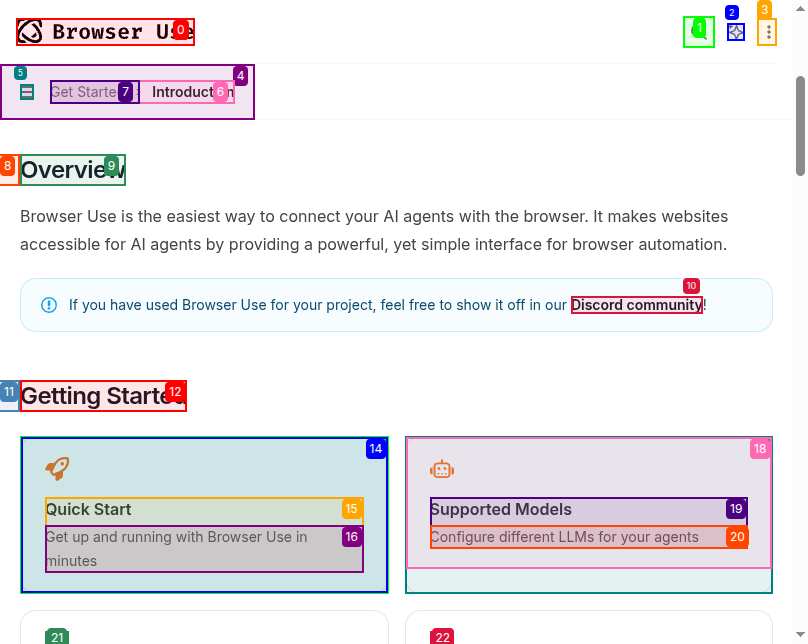 Browser Use
0
1
2
3
4
5
Get Started
7
Introduction
6
8
Overview
9
Browser Use is the easiest way to connect your AI agents with the browser. It makes websites
accessible for AI agents by providing a powerful, yet simple interface for browser automation.
10
If you have used Browser Use for your project, feel free to show it off in our Discord community!
11
Getting Started
12
14
Quick Start
15
Get up and running with Browser Use in
minutes
16
18
Supported Models
19
Configure different LLMs for your agents
20
21
22